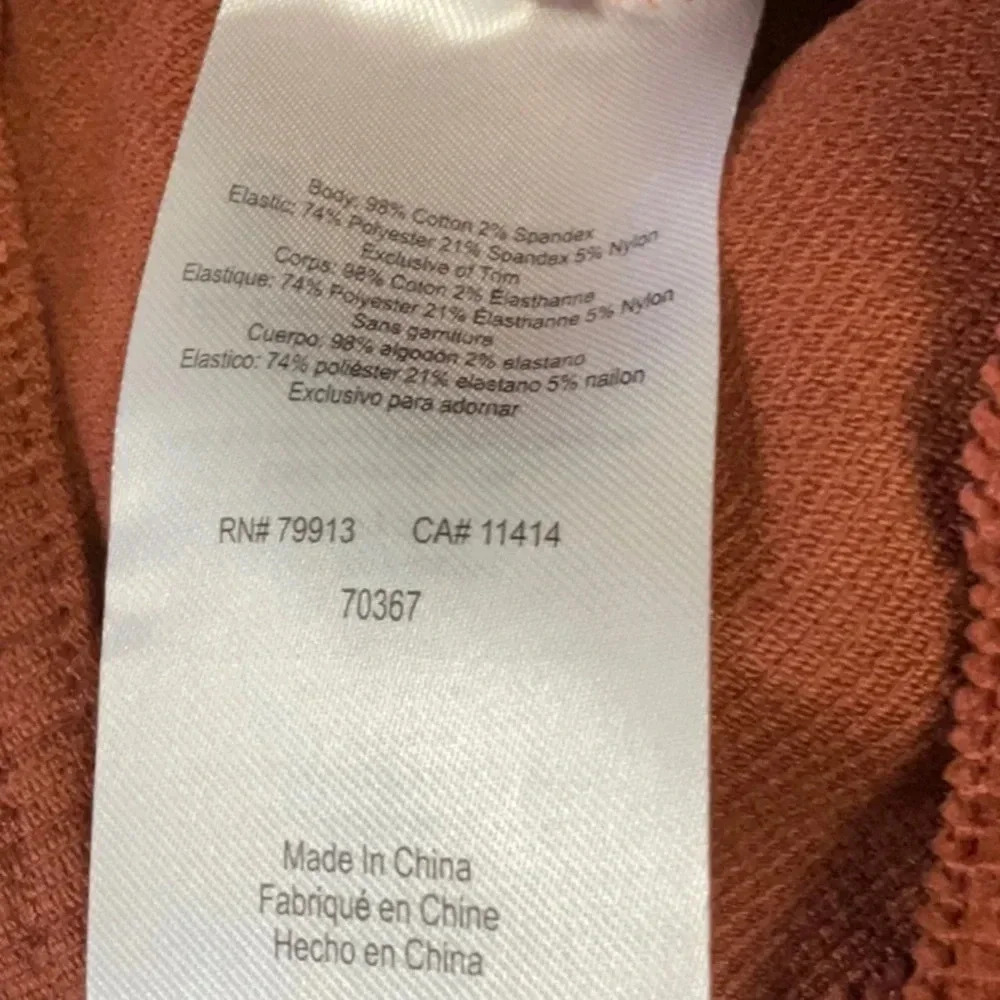 Body: 98% Cotton 2% Spandex
Elastic: 74% Polyester 21% Spandex 5% Nylon
Exclusive of Trim
Corps: 98% Coton 2% Élasthanne
Elastique: 74% Polyester 21% Élasthanne 5% Nylon
Sans garniture
Cuerpo: 98% algodón 2% elastano
Elastico: 74% poliéster 21% elastano 5% nailon
Exclusivo para adornar
RN# 79913 CA# 11414
70367
Made In China
Fabriqué en Chine
Hecho en China